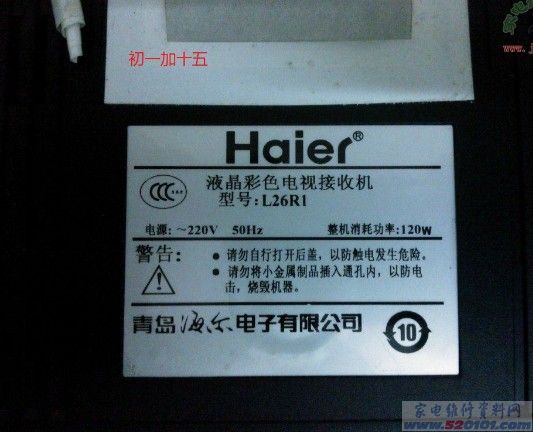 初一加十五
Haier®
液晶彩色电视接收机
型号:L26R1
电源: ~220V 50Hz 整机消耗功率:120W
警告:
● 请勿自行打开后盖, 以防触电发生危险。
● 请勿将小金属制品插入通孔内, 以防电
击, 烧毁机器。
青岛海尔电子有限公司
10
家电维修资料网
www.520101.com